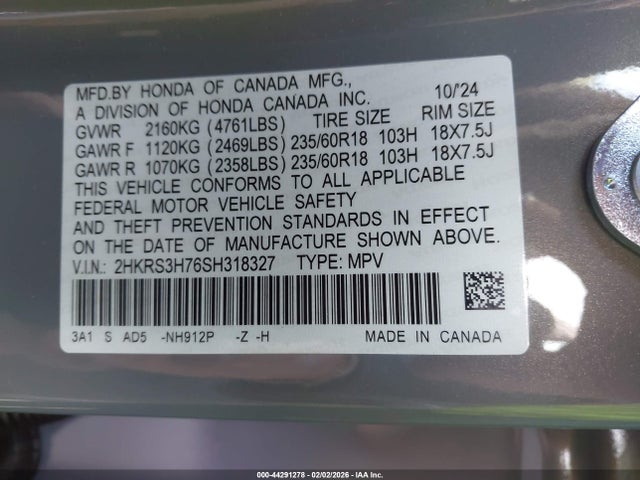 MFD.BY HONDA OF CANADA MFG., 10/'24
A DIVISION OF HONDA CANADA INC.
GVWR 2160KG (4761LBS) TIRE SIZE RIM SIZE
GAWR F 1120KG (2469LBS) 235/60R18 103H 18X7.5J
GAWR R 1070KG (2358LBS) 235/60R18 103H 18X7.5J
THIS VEHICLE CONFORMS TO ALL APPLICABLE
FEDERAL MOTOR VEHICLE SAFETY
AND THEFT PREVENTION STANDARDS IN EFFECT
ON THE DATE OF MANUFACTURE SHOWN ABOVE.
V.I.N.: 2HKRS3H76SH318327 TYPE: MPV
3A1 S AD5 -NH912P -Z -H MADE IN CANADA
000-44291278 - 02/02/2026 - IAA Inc.